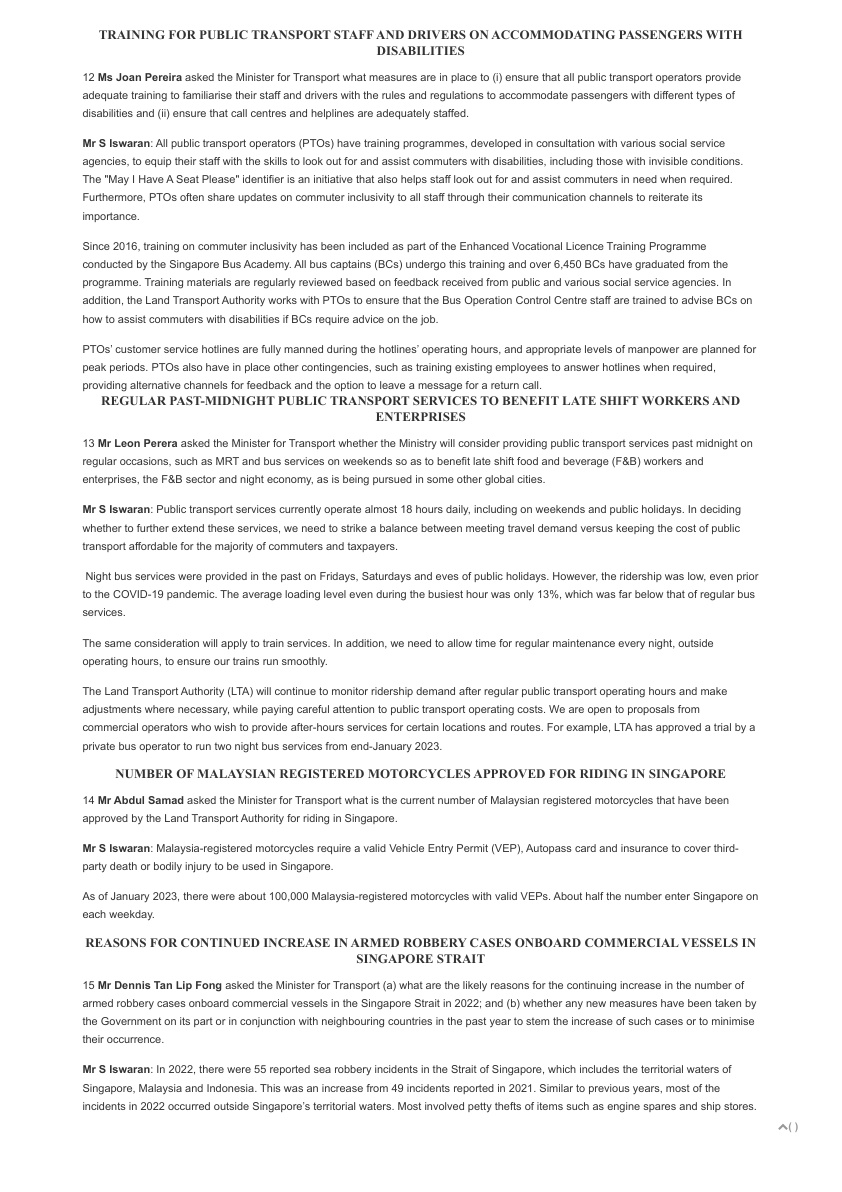 TRAINING FOR PUBLIC TRANSPORT STAFF AND DRIVERS ON ACCOMMODATING PASSENGERS WITH
DISABILITIES
12 Ms Joan Pereira asked the Minister for Transport what measures are in place to (i) ensure that all public transport operators provide
adequate training to familiarise their staff and drivers with the rules and regulations to accommodate passengers with different types of
disabilities and (ii) ensure that call centres and helplines are adequately staffed.
Mr S Iswaran: All public transport operators (PTOs) have training programmes, developed in consultation with various social service
agencies, to equip their staff with the skills to look out for and assist commuters with disabilities, including those with invisible conditions.
The "May I Have A Seat Please" identifier is an initiative that also helps staff look out for and assist commuters in need when required.
Furthermore, PTOs often share updates on commuter inclusivity to all staff through their communication channels to reiterate its
importance.
Since 2016, training on commuter inclusivity has been included as part of the Enhanced Vocational Licence Training Programme
conducted by the Singapore Bus Academy. All bus captains (BCs) undergo this training and over 6,450 BCs have graduated from the
programme. Training materials are regularly reviewed based on feedback received from public and various social service agencies. In
addition, the Land Transport Authority works with PTOs to ensure that the Bus Operation Control Centre staff are trained to advise BCs on
how to assist commuters with disabilities if BCs require advice on the job.
PTOs' customer service hotlines are fully manned during the hotlines' operating hours, and appropriate levels of manpower are planned for
peak periods. PTOs also have in place other contingencies, such as training existing employees to answer hotlines when required,
providing alternative channels for feedback and the option to leave a message for a return call.
REGULAR PAST-MIDNIGHT PUBLIC TRANSPORT SERVICES TO BENEFIT LATE SHIFT WORKERS AND
ENTERPRISES
13 Mr Leon Perera asked the Minister for Transport whether the Ministry will consider providing public transport services past midnight on
regular occasions, such as MRT and bus services on weekends so as to benefit late shift food and beverage (F&B) workers and
enterprises, the F&B sector and night economy, as is being pursued in some other global cities.
Mr S Iswaran: Public transport services currently operate almost 18 hours daily, including on weekends and public holidays. In deciding
whether to further extend these services, we need to strike a balance between meeting travel demand versus keeping the cost of public
transport affordable for the majority of commuters and taxpayers.
Night bus services were provided in the past on Fridays, Saturdays and eves of public holidays. However, the ridership was low, even prior
to the COVID-19 pandemic. The average loading level even during the busiest hour was only 13%, which was far below that of regular bus
services.
The same consideration will apply to train services. In addition, we need to allow time for regular maintenance every night, outside
operating hours, to ensure our trains run smoothly.
The Land Transport Authority (LTA) will continue to monitor ridership demand after regular public transport operating hours and make
adjustments where necessary, while paying careful attention to public transport operating costs. We are open to proposals from
commercial operators who wish to provide after-hours services for certain locations and routes. For example, LTA has approved a trial by a
private bus operator to run two night bus services from end-January 2023.
NUMBER OF MALAYSIAN REGISTERED MOTORCYCLES APPROVED FOR RIDING IN SINGAPORE
14 Mr Abdul Samad asked the Minister for Transport what is the current number of Malaysian registered motorcycles that have been
approved by the Land Transport Authority for riding in Singapore.
Mr S Iswaran: Malaysia-registered motorcycles require a valid Vehicle Entry Permit (VEP), Autopass card and insurance to cover third-
party death or bodily injury to be used in Singapore.
As of January 2023, there were about 100,000 Malaysia-registered motorcycles with valid VEPs. About half the number enter Singapore on
each weekday.
REASONS FOR CONTINUED INCREASE IN ARMED ROBBERY CASES ONBOARD COMMERCIAL VESSELS IN
SINGAPORE STRAIT
15 Mr Dennis Tan Lip Fong asked the Minister for Transport (a) what are the likely reasons for the continuing increase in the number of
armed robbery cases onboard commercial vessels in the Singapore Strait in 2022; and (b) whether any new measures have been taken by
the Government on its part or in conjunction with neighbouring countries in the past year to stem the increase of such cases or to minimise
their occurrence.
Mr S Iswaran: In 2022, there were 55 reported sea robbery incidents in the Strait of Singapore, which includes the territorial waters of
Singapore, Malaysia and Indonesia. This was an increase from 49 incidents reported in 2021. Similar to previous years, most of the
incidents in 2022 occurred outside Singapore's territorial waters. Most involved petty thefts of items such as engine spares and ship stores.
( )